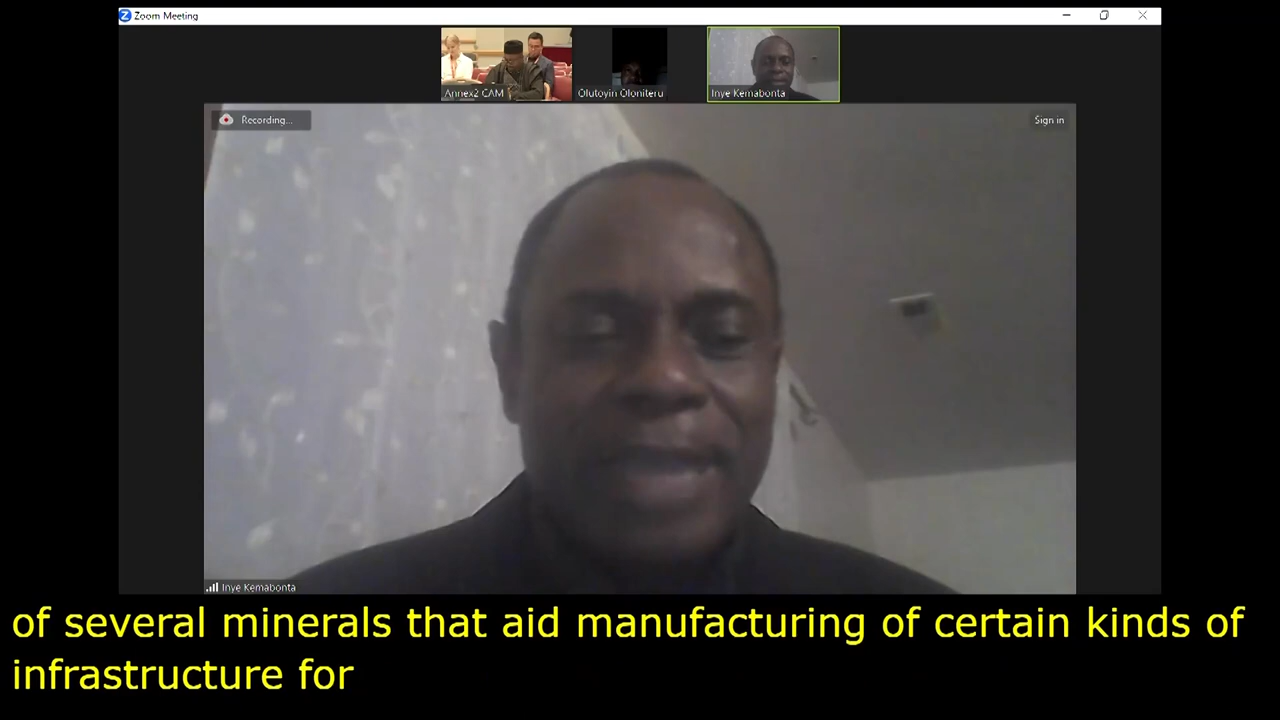 Zoom Meeting
Annex2 CAM
Olutoyin Oloniteru
Inye Kemabonta
Recording...
Sign in
Inye Kemabonta
of several minerals that aid manufacturing of certain kinds of
infrastructure for